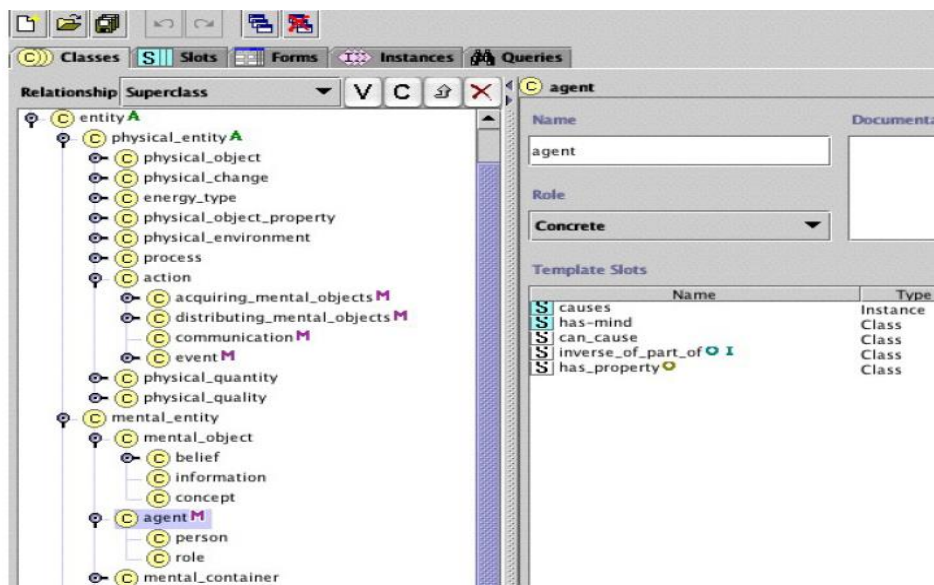 Classes Slots Forms Instances Queries
Relationship Superclass V C
entity A
physical_entity A
physical_object
physical_change
energy_type
physical_object_property
physical_environment
process
action
acquiring_mental_objects M
distributing_mental_objects M
communication M
event M
physical_quantity
physical_quality
mental_entity
mental_object
belief
information
concept
agent M
person
role
mental_container
C agent
Name Documenta
agent
Role
Concrete
Template Slots
Name Type
S causes Instance
S has-mind Class
S can_cause Class
S inverse_of_part_of O I Class
S has_property O Class